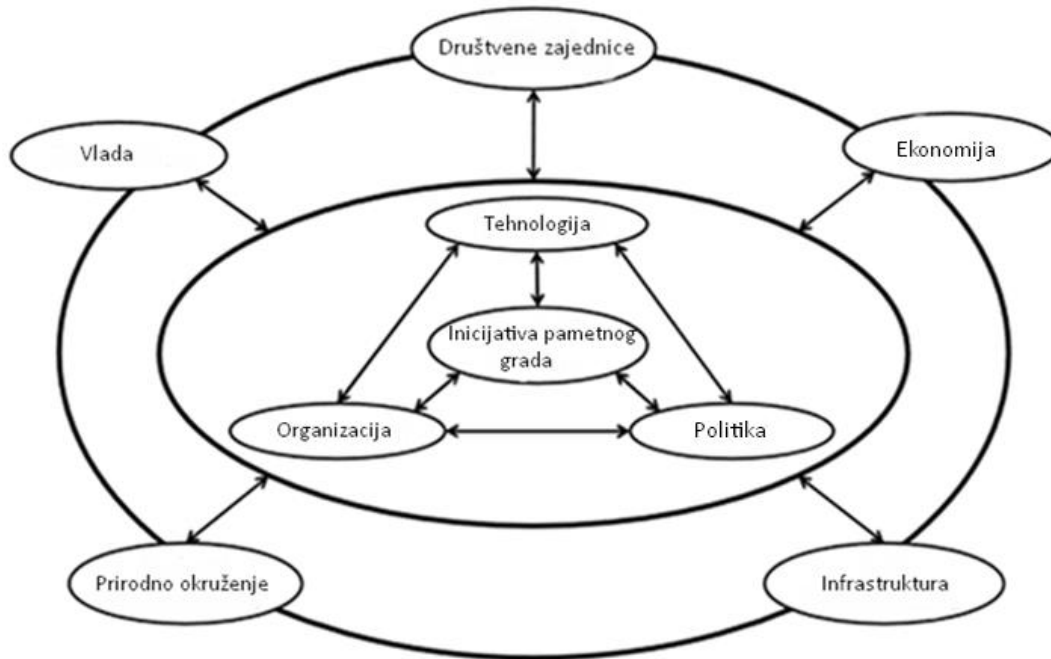 Društvene zajednice
Vlada
Ekonomija
Tehnologija
Inicijativa pametnog
grada
Organizacija
Politika
Prirodno okruženje
Infrastruktura